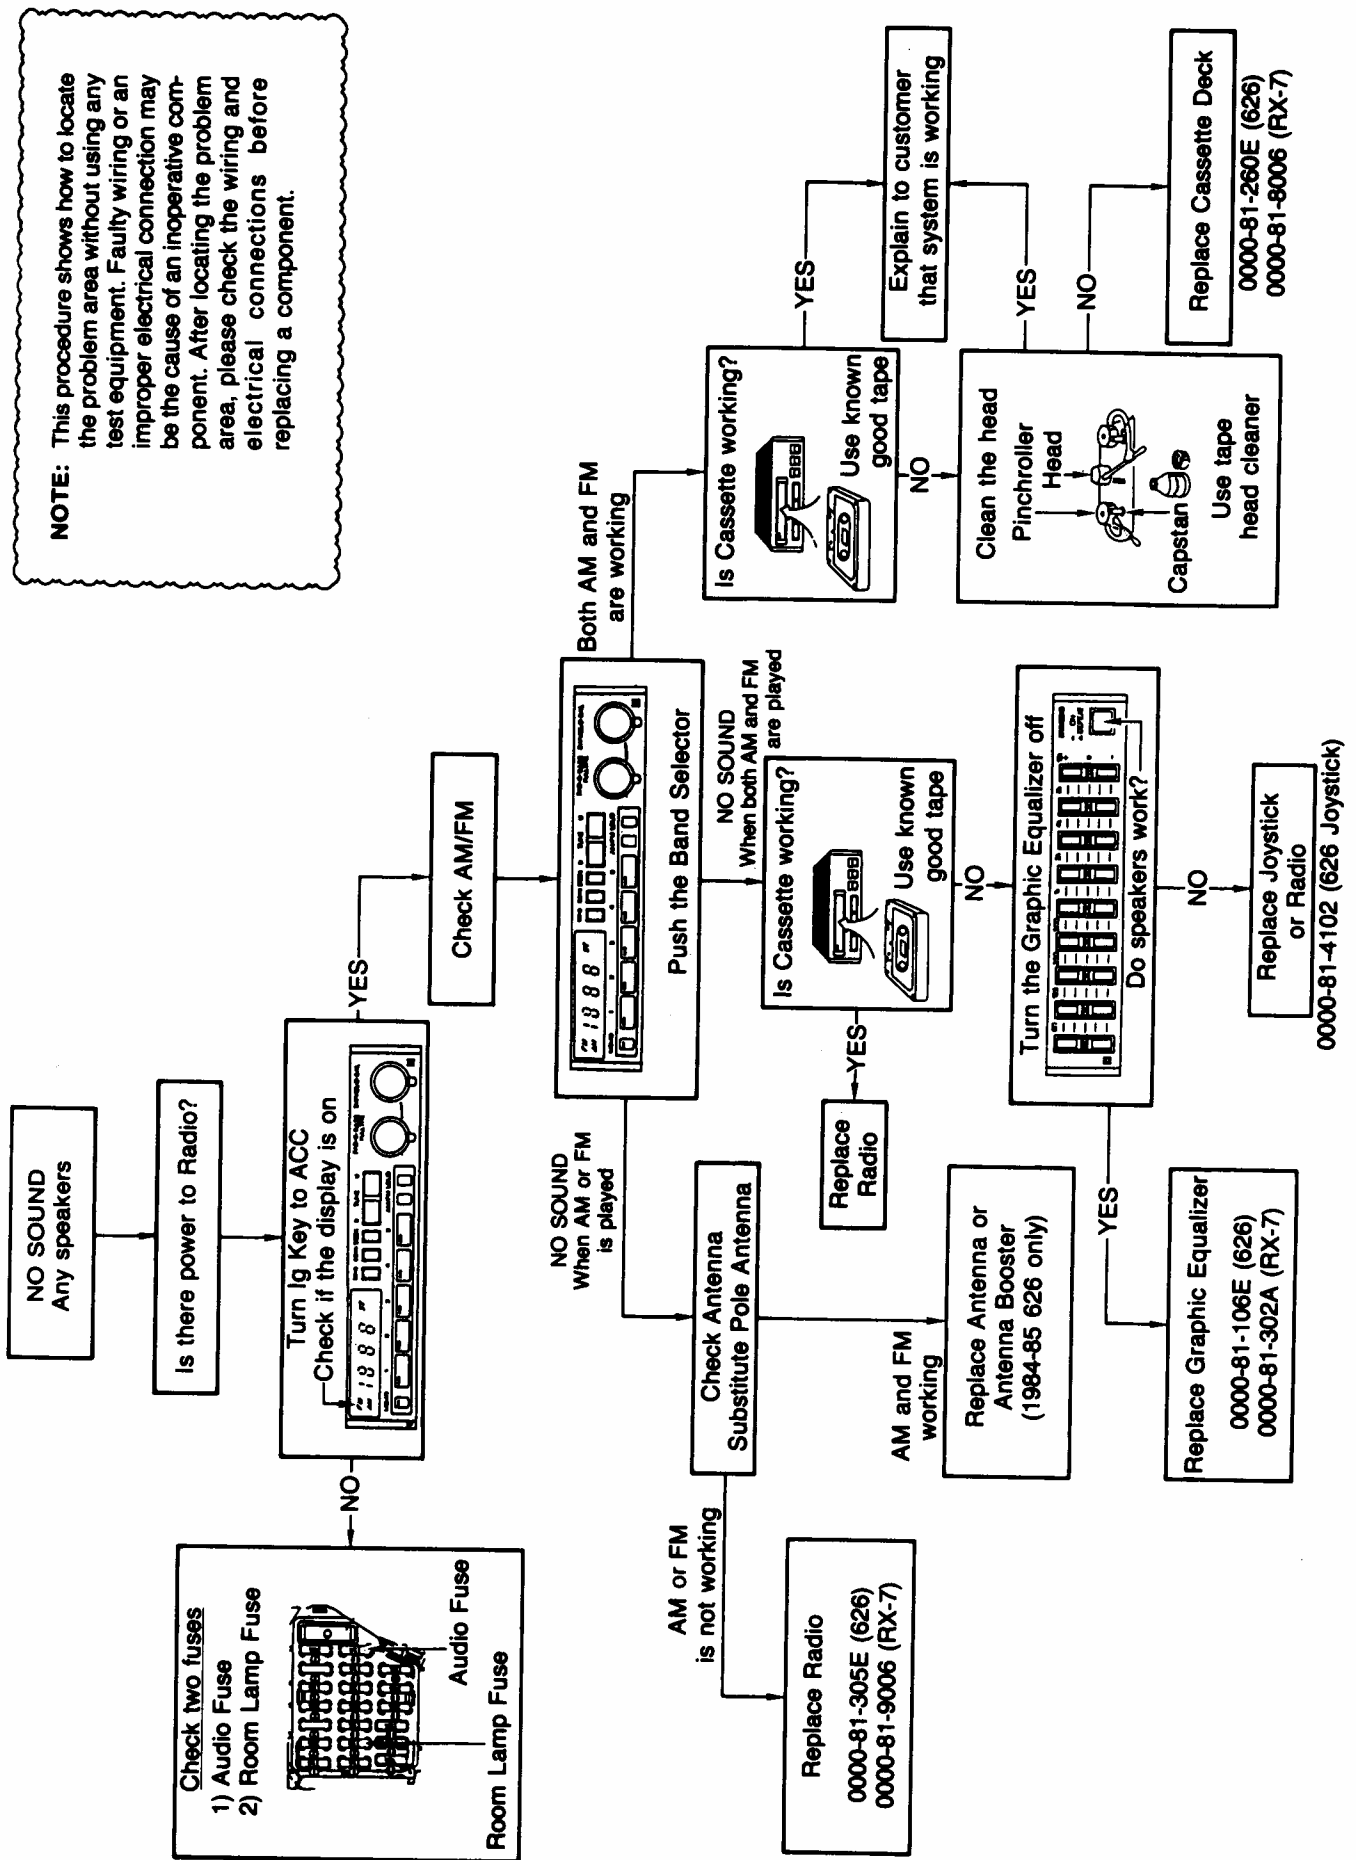 NOTE: This procedure shows how to locate
the problem area without using any
test equipment. Faulty wiring or an
improper electrical connection may
be the cause of an inoperative com-
ponent. After locating the problem
area, please check the wiring and
electrical connections before
replacing a component.
NO SOUND
Any speakers
Is there power to Radio?
Turn Ig Key to ACC
Check if the display is on
NO
YES
Check two fuses
1) Audio Fuse
2) Room Lamp Fuse
Audio Fuse
Room Lamp Fuse
Check AM/FM
Push the Band Selector
NO SOUND
When AM or FM
is played
NO SOUND
When both AM and FM
are played
Both AM and FM
are working
Check Antenna
Substitute Pole Antenna
AM or FM
is not working
Replace Radio
0000-81-305E (626)
0000-81-9006 (RX-7)
AM and FM
working
Replace Antenna or
Antenna Booster
(1984-85 626 only)
Is Cassette working?
Use known
good tape
YES
Replace
Radio
NO
Turn the Graphic Equalizer off
Do speakers work?
YES
Replace Graphic Equalizer
0000-81-106E (626)
0000-81-302A (RX-7)
NO
Replace Joystick
or Radio
0000-81-4102 (626 Joystick)
Is Cassette working?
Use known
good tape
YES
Explain to customer
that system is working
NO
Clean the head
Pinchroller
Head
Capstan
Use tape
head cleaner
YES
NO
Replace Cassette Deck
0000-81-260E (626)
0000-81-8006 (RX-7)